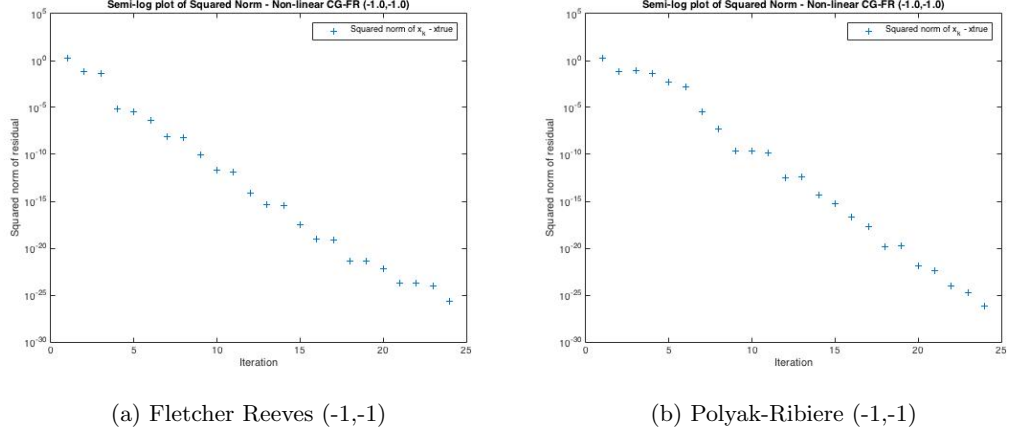 Semi-log plot of Squared Norm - Non-linear CG-FR (-1.0,-1.0)
Squared norm of x_k - xtrue
Squared norm of residual
10^5
10^0
10^-5
10^-10
10^-15
10^-20
10^-25
10^-30
0 5 10 15 20 25
Iteration
(a) Fletcher Reeves (-1,-1)
Semi-log plot of Squared Norm - Non-linear CG-FR (-1.0,-1.0)
Squared norm of x_k - xtrue
Squared norm of residual
10^5
10^0
10^-5
10^-10
10^-15
10^-20
10^-25
10^-30
0 5 10 15 20 25
Iteration
(b) Polyak-Ribiere (-1,-1)